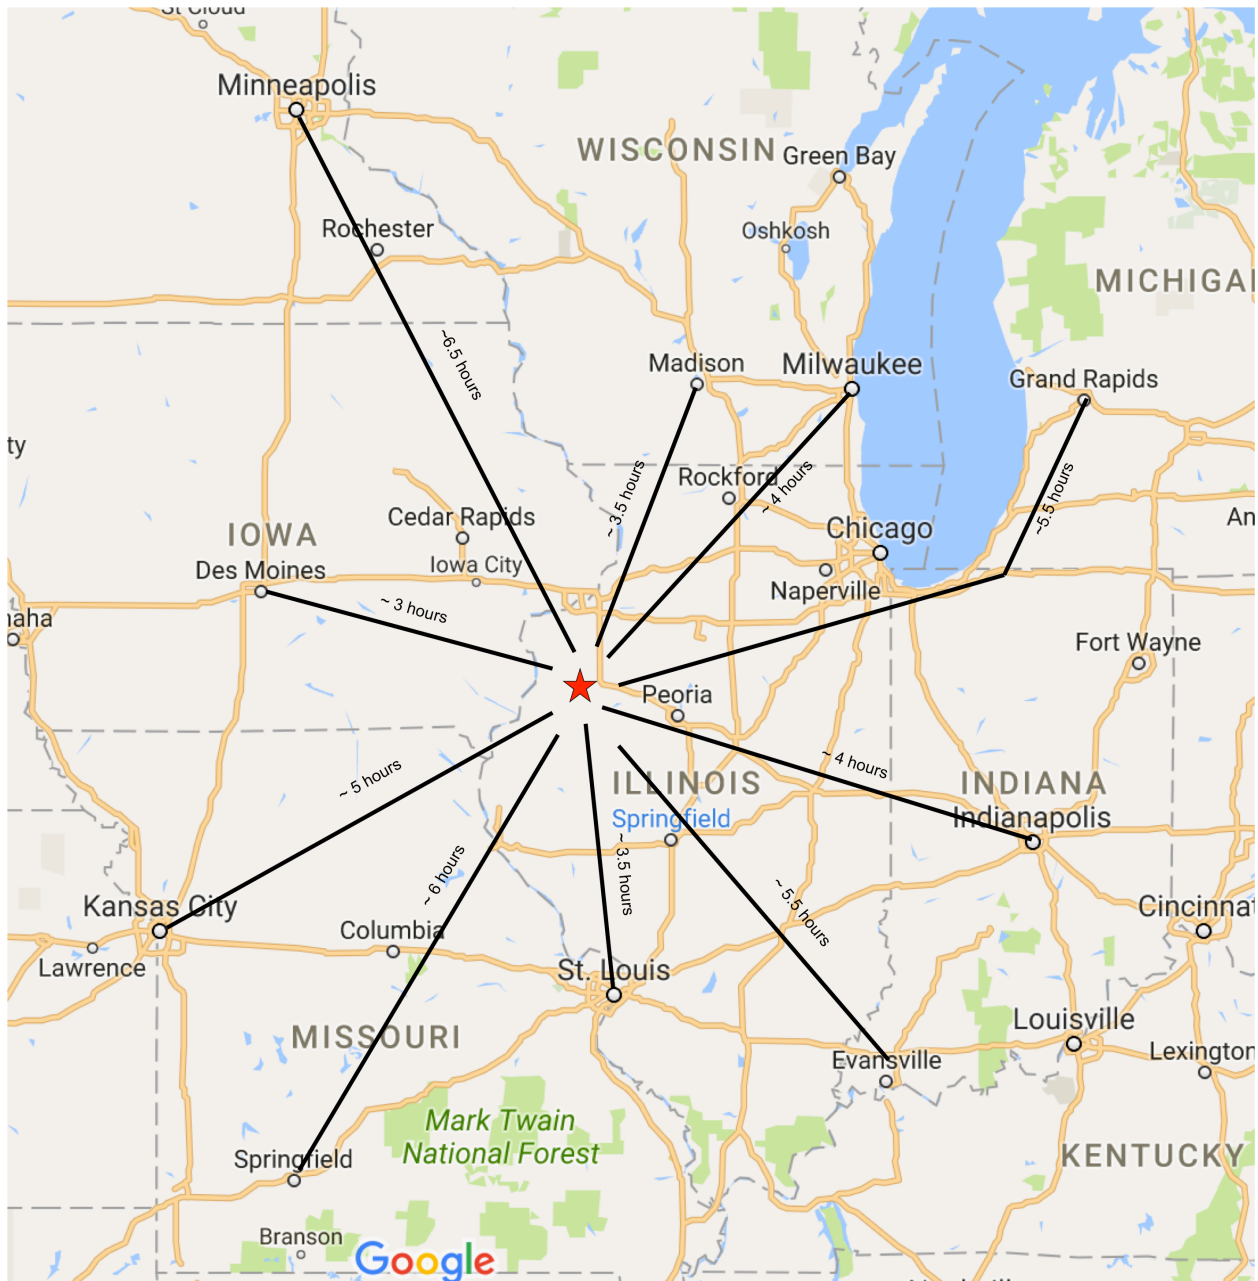 St Cloud
Minneapolis
WISCONSIN
Green Bay
Rochester
Oshkosh
MICHIGA
~6.5 hours
Madison
Milwaukee
Grand Rapids
ty
Rockford
~ 3.5 hours
~ 4 hours
~5.5 hours
Cedar Rapids
IOWA
Chicago
An
Des Moines
Iowa City
Naperville
~ 3 hours
naha
Fort Wayne
Peoria
~ 5 hours
~ 4 hours
ILLINOIS
INDIANA
Springfield
Indianapolis
~ 6 hours
~ 3.5 hours
~ 5.5 hours
Kansas City
Cincinnat
Columbia
Lawrence
St. Louis
MISSOURI
Louisville
Evansville
Lexington
Mark Twain
National Forest
KENTUCKY
Springfield
Branson
Google